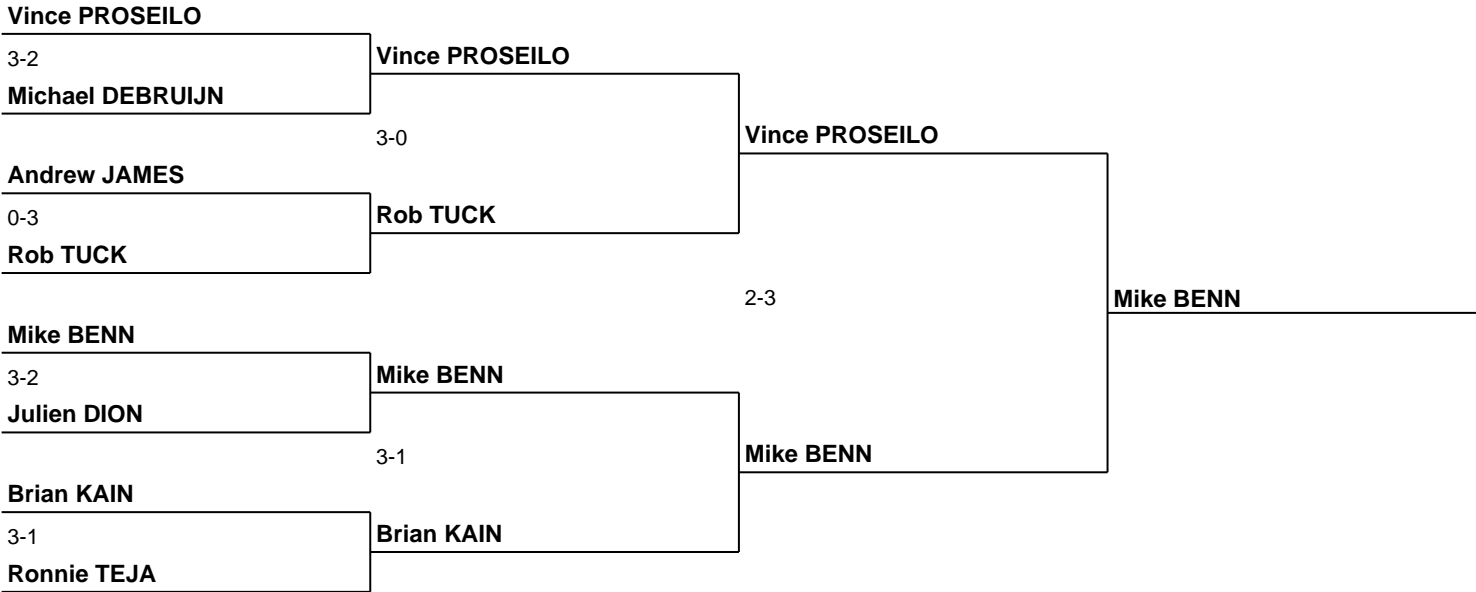 Vince PROSEILO
3-2
Vince PROSEILO
Michael DEBRUIJN
3-0
Vince PROSEILO
Andrew JAMES
0-3
Rob TUCK
Rob TUCK
2-3
Mike BENN
Mike BENN
3-2
Mike BENN
Julien DION
3-1
Mike BENN
Brian KAIN
3-1
Brian KAIN
Ronnie TEJA